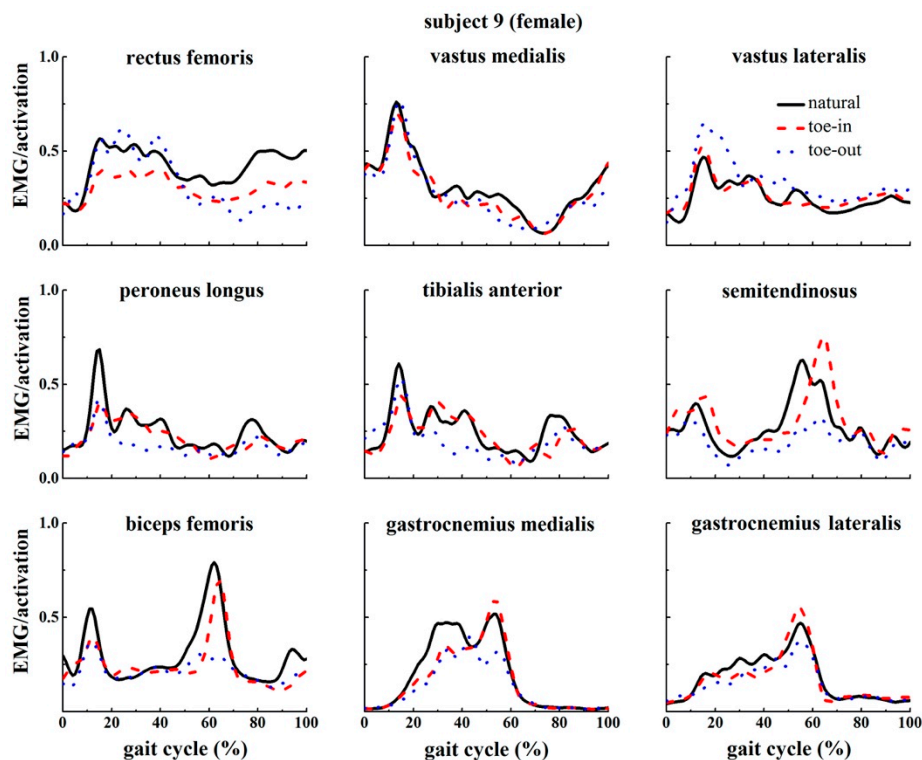 subject 9 (female)
rectus femoris
vastus medialis
vastus lateralis
natural
toe-in
toe-out
EMG/activation
1.0
0.5
0.0
peroneus longus
tibialis anterior
semitendinosus
EMG/activation
1.0
0.5
0.0
biceps femoris
gastrocnemius medialis
gastrocnemius lateralis
EMG/activation
1.0
0.5
0.0
0 20 40 60 80 100
0 20 40 60 80 100
0 20 40 60 80 100
gait cycle (%)
gait cycle (%)
gait cycle (%)